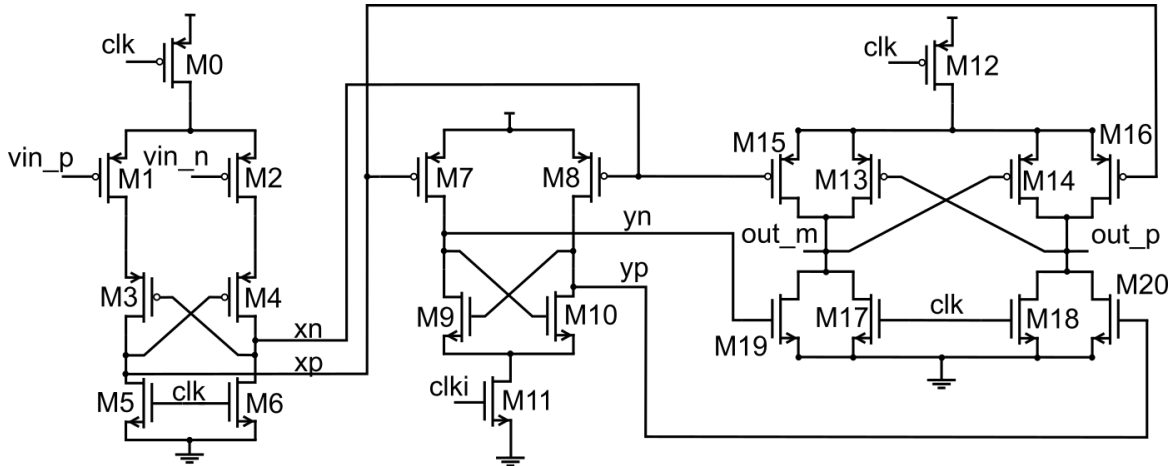 clk
M0
clk
M12
vin_p
M1
vin_n
M2
M7
M8
M15
M13
M14
M16
yn
out_m
out_p
yp
M3
M4
M9
M10
xn
xp
M19
M17
clk
M18
M20
M5
clk
M6
clki
M11